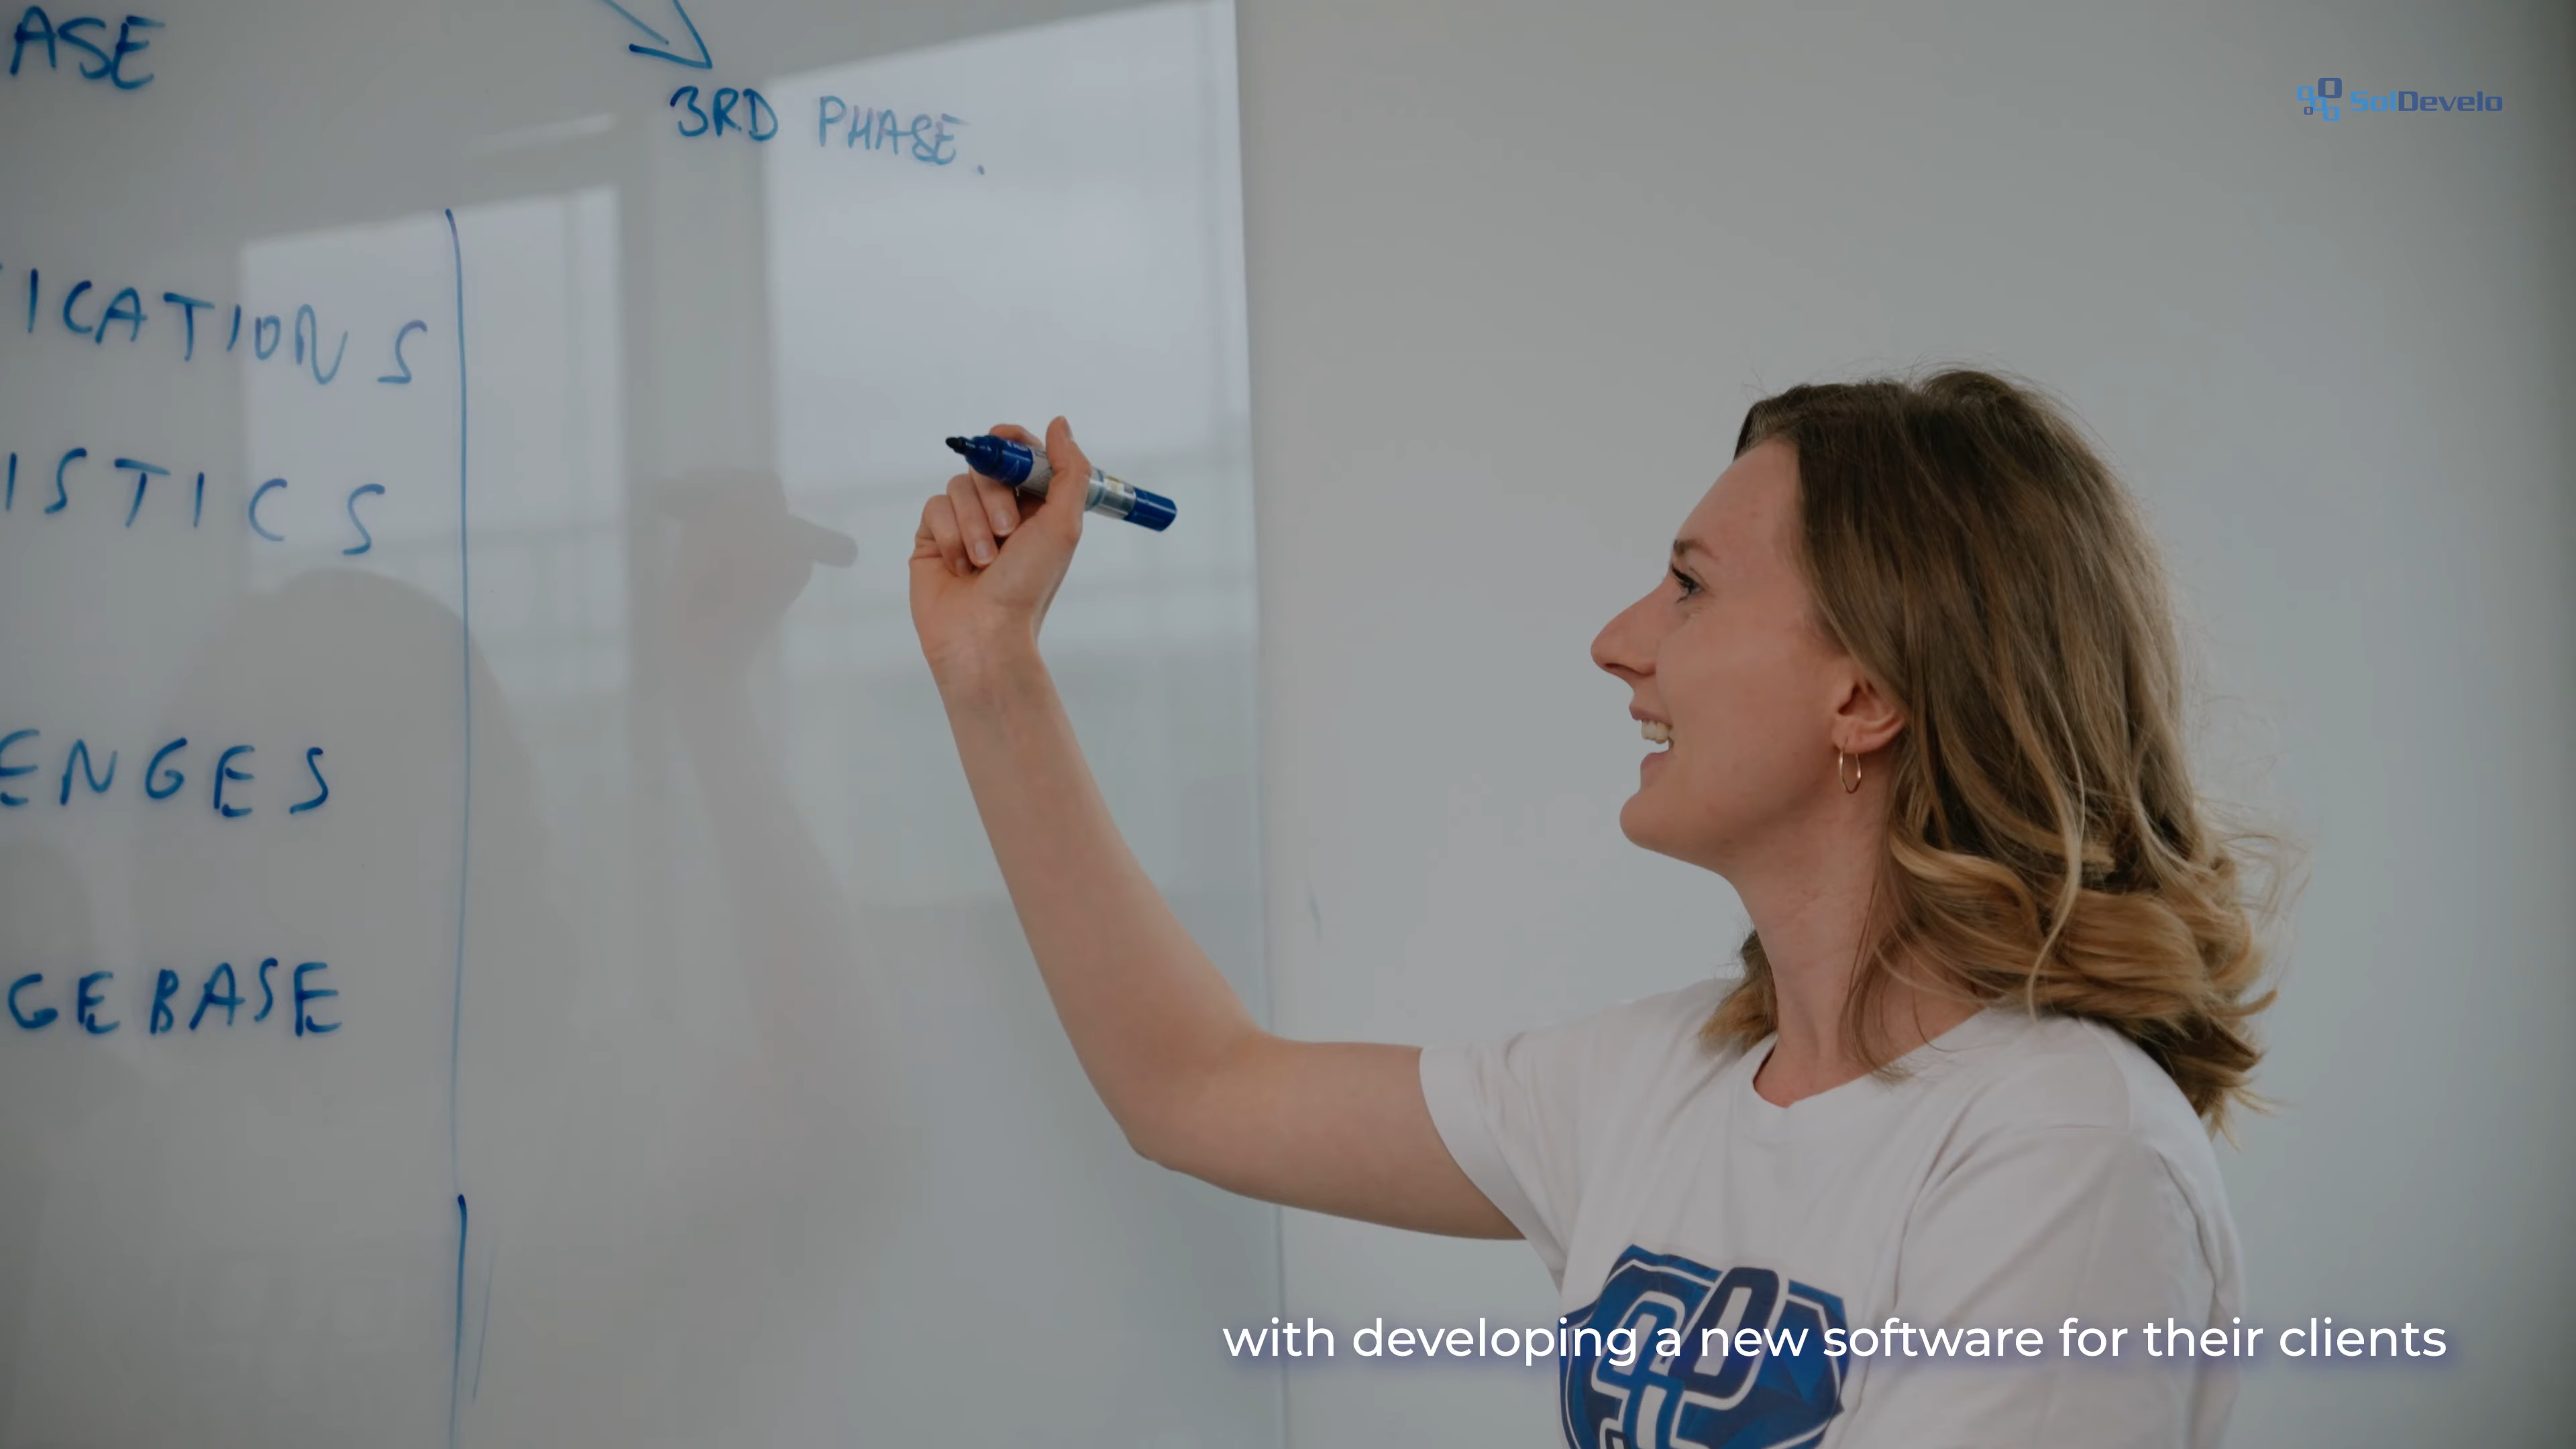 ASE
3RD PHASE.
SolDevelo
ICATIONS
ISTICS
ENGES
GEBASE
with developing a new software for their clients